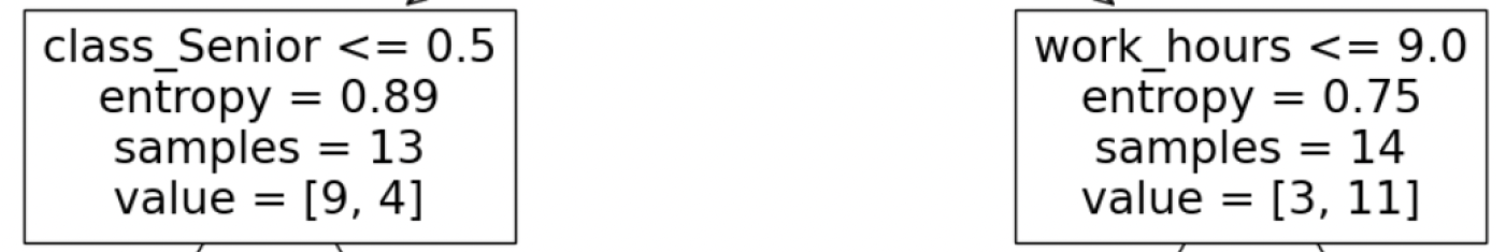 class_Senior <= 0.5
entropy = 0.89
samples = 13
value = [9, 4]
work_hours <= 9.0
entropy = 0.75
samples = 14
value = [3, 11]